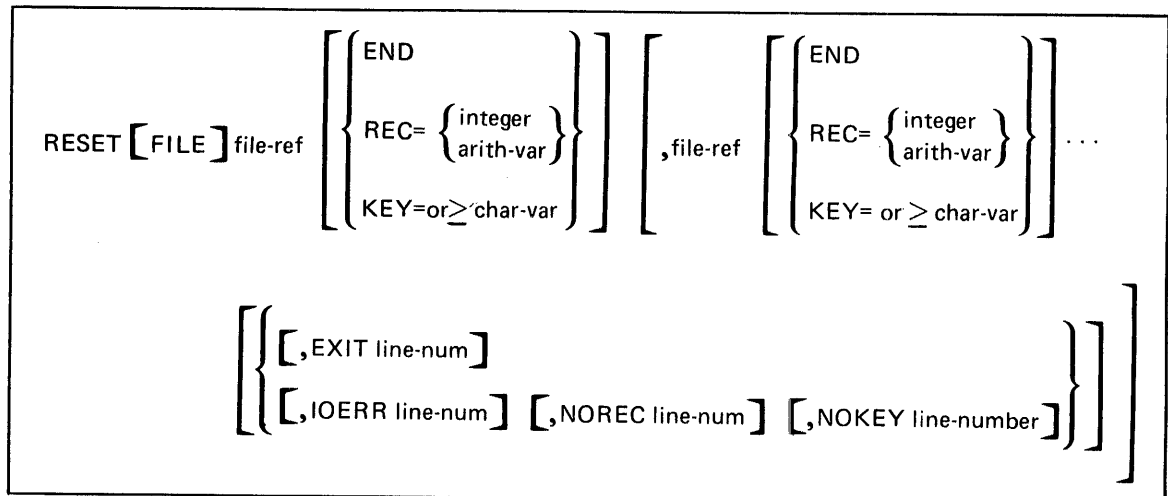 END END
REC= {integer REC= {integer
RESET [FILE] file-ref [{ arith-var}}] [,file-ref [{ arith-var}}] ...
KEY=or≥ char-var KEY= or ≥ char-var
[{[,EXIT line-num]
[,IOERR line-num] [,NOREC line-num] [,NOKEY line-number]}]]